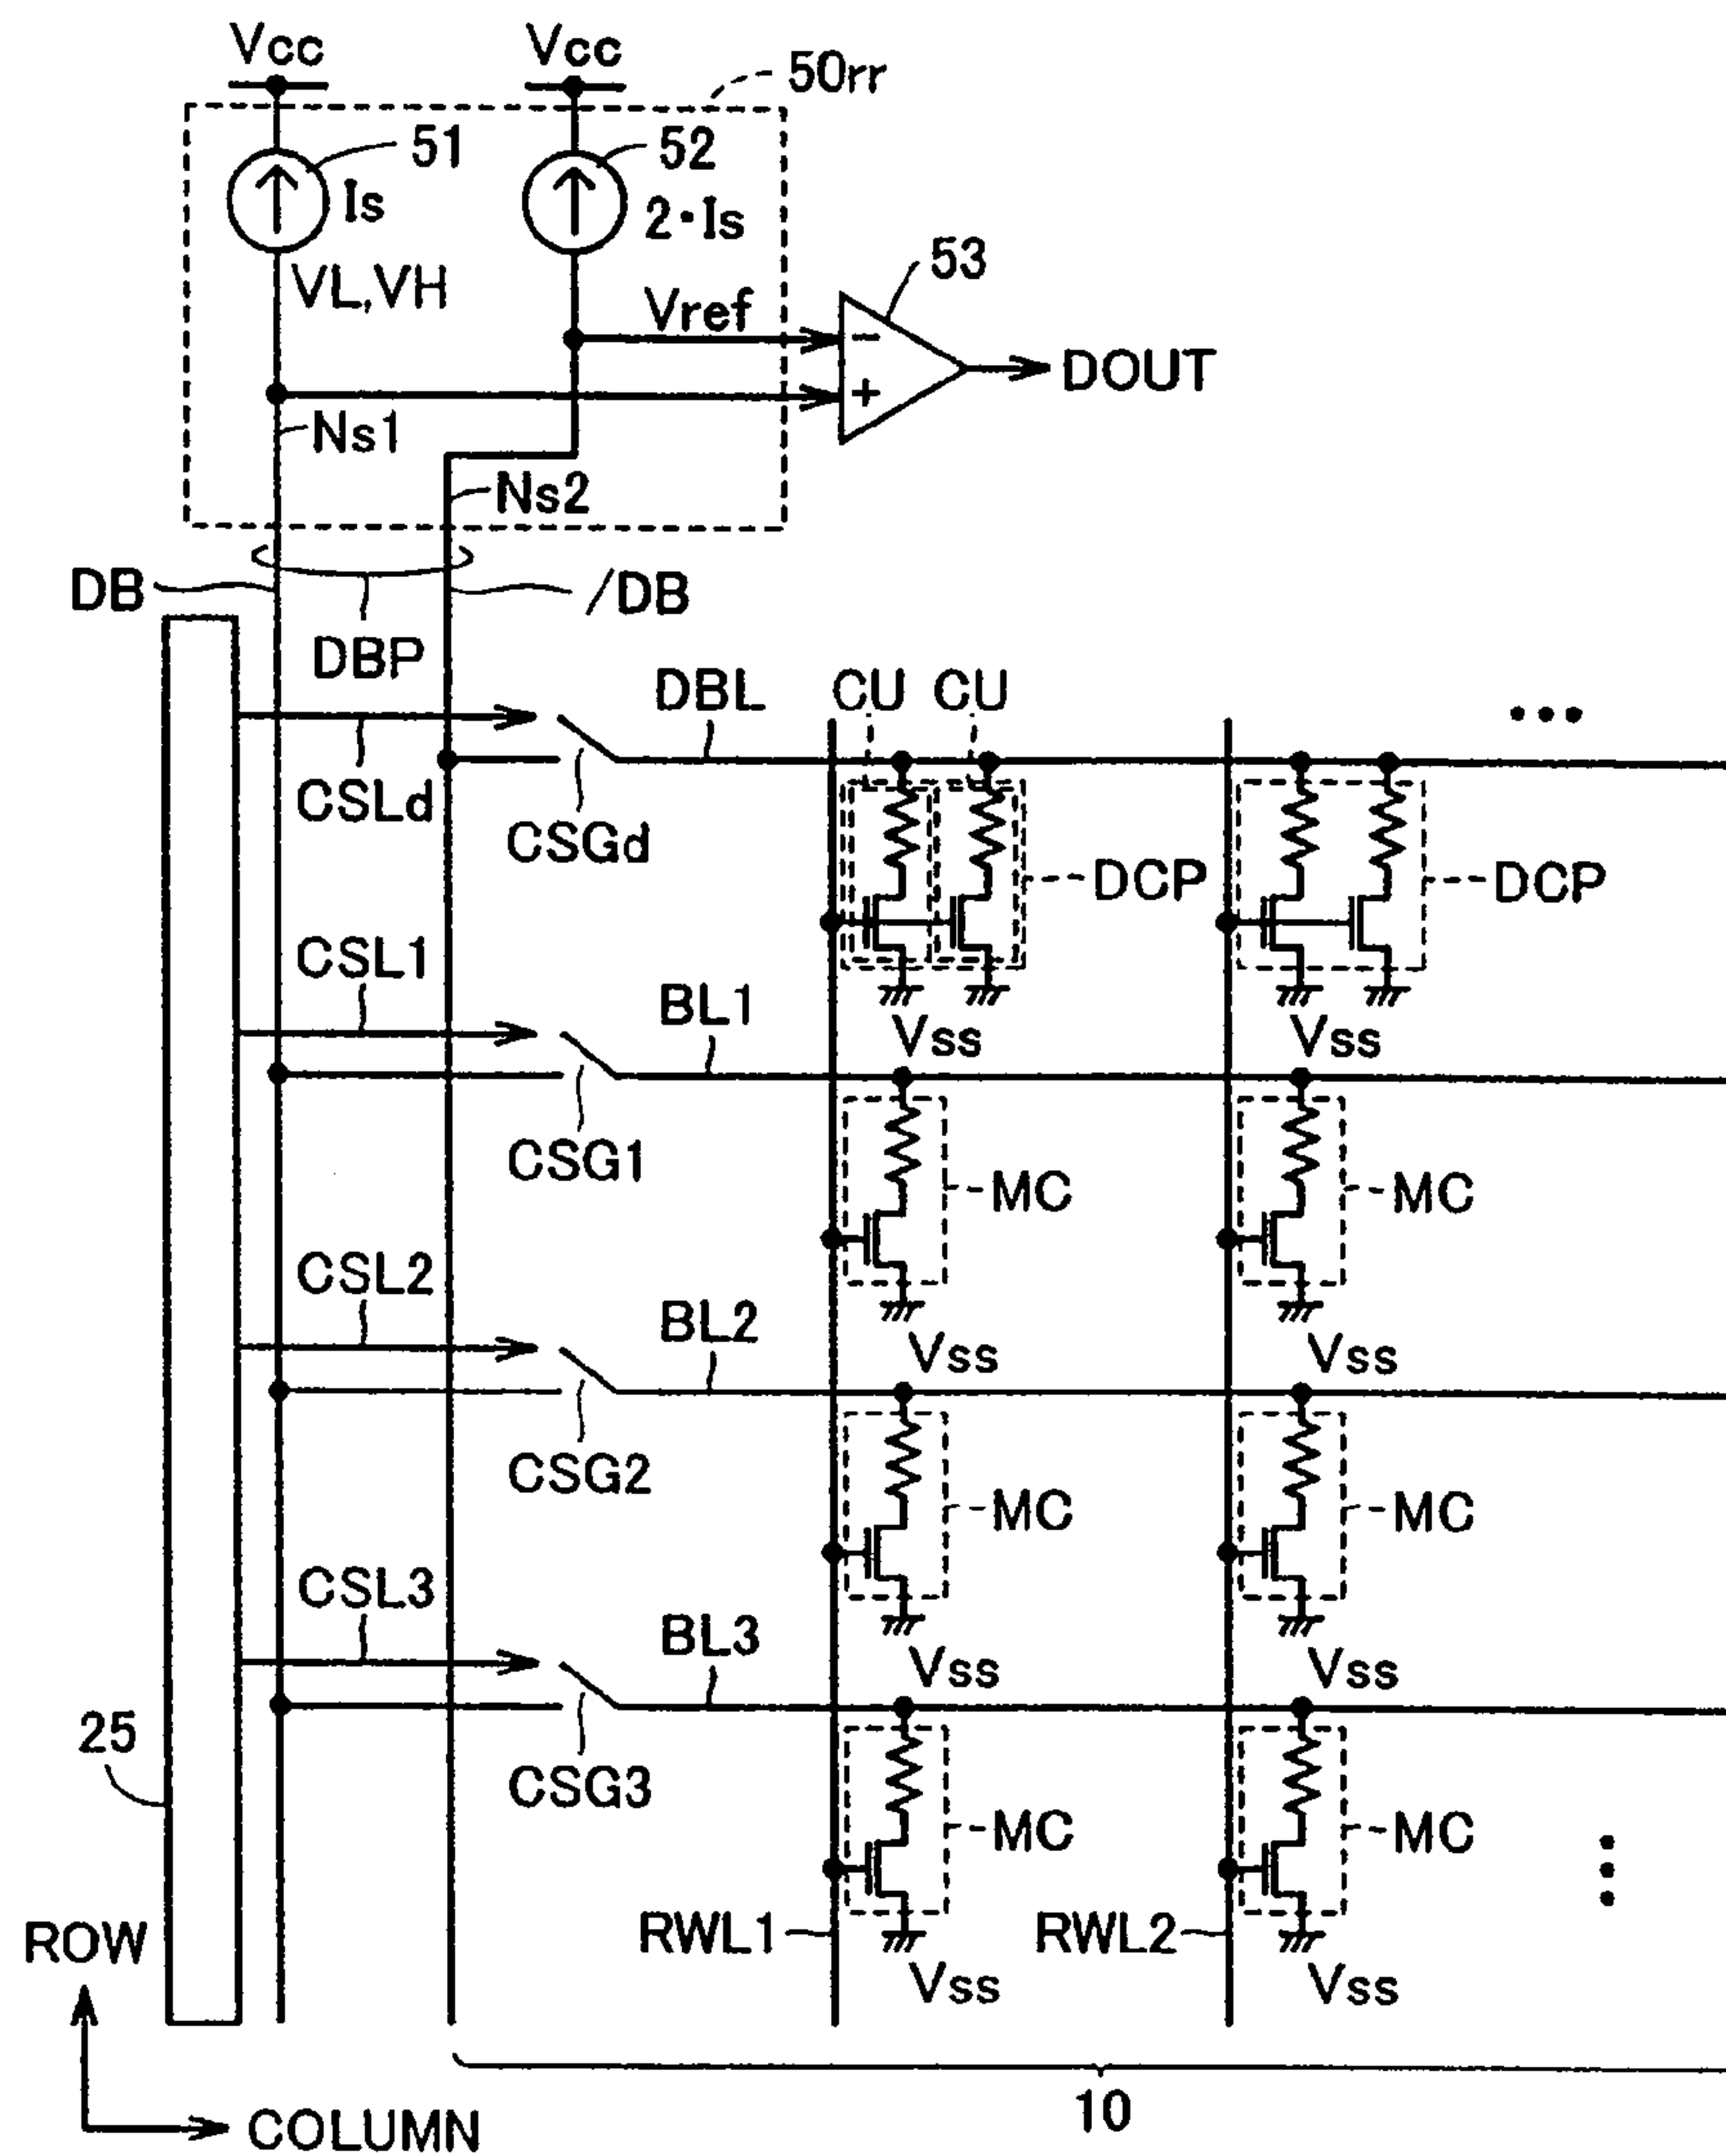 Vcc Vcc
50rr
51 52
Is 2·Is
53
VL,VH Vref
−
DOUT
+
Ns1
Ns2
DB /DB
DBP
DBL CU CU ...
CSLd CSGd
DCP DCP
CSL1 BL1
Vss Vss
CSG1
MC MC
CSL2 BL2
Vss Vss
CSG2
MC MC
CSL3 BL3
Vss Vss
25
CSG3
MC MC
RWL1 RWL2
ROW
Vss Vss
10
COLUMN